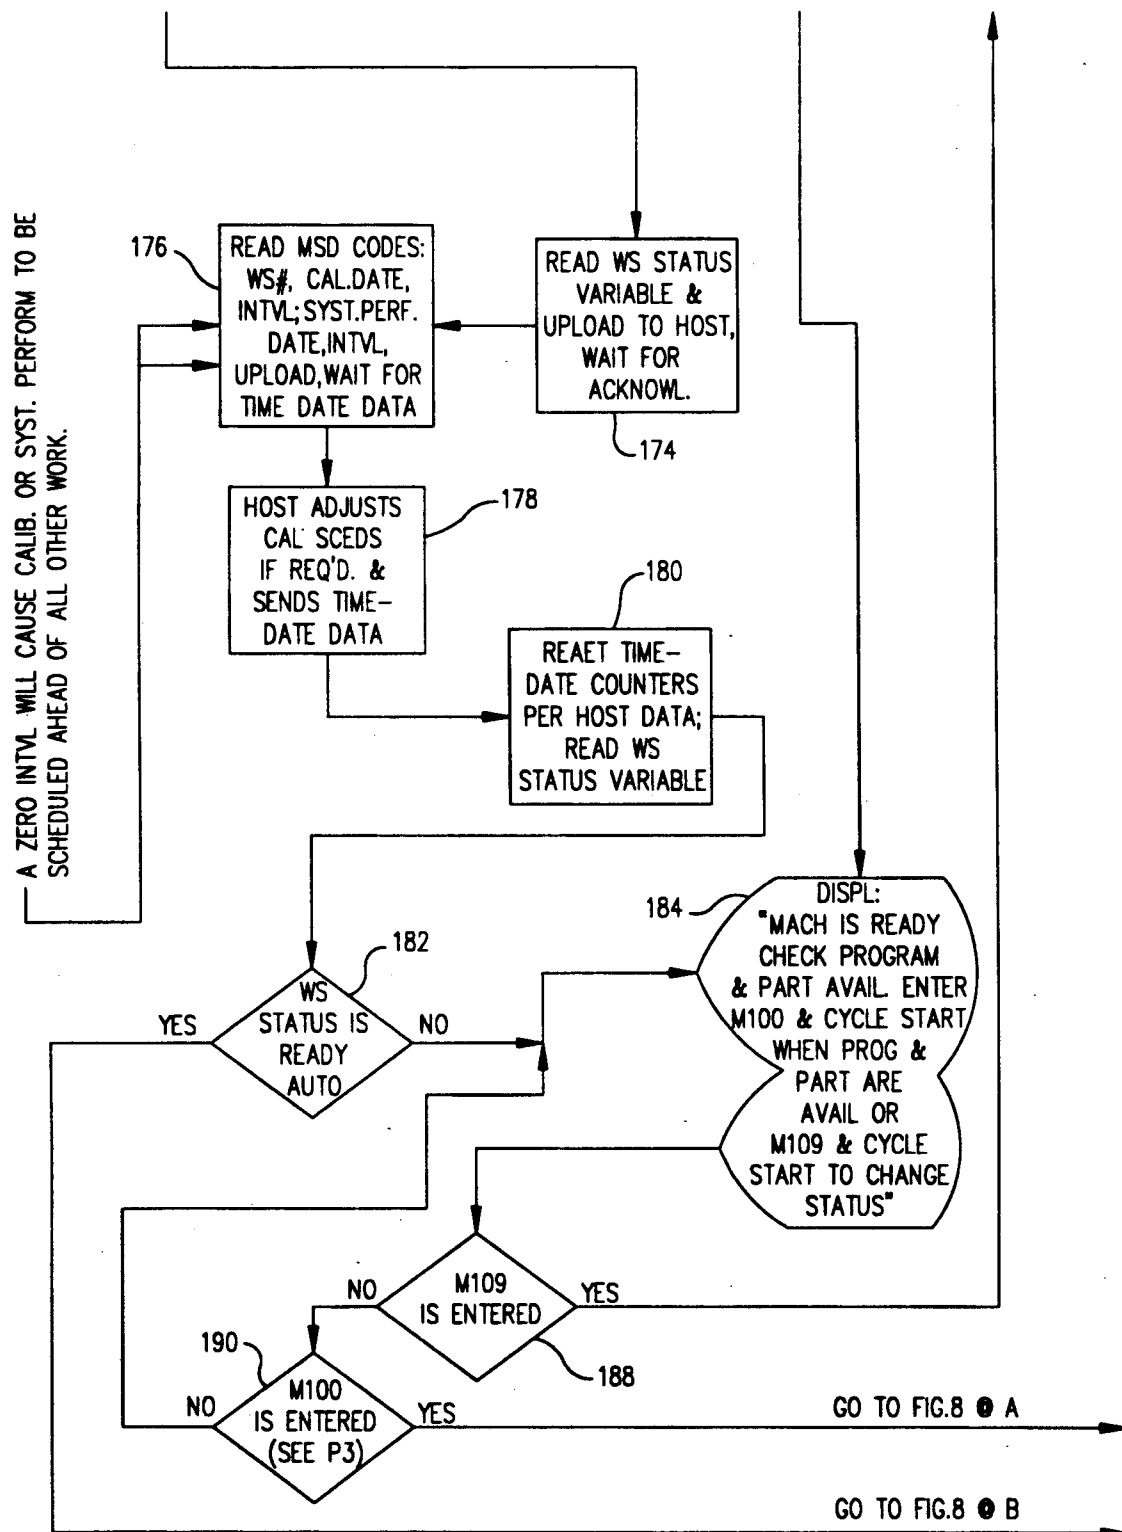 A ZERO INTVL WILL CAUSE CALIB. OR SYST. PERFORM TO BE
SCHEDULED AHEAD OF ALL OTHER WORK.
176
READ MSD CODES:
WS#, CAL.DATE,
INTVL;SYST.PERF.
DATE,INTVL,
UPLOAD,WAIT FOR
TIME DATE DATA
READ WS STATUS
VARIABLE &
UPLOAD TO HOST,
WAIT FOR
ACKNOWL.
174
HOST ADJUSTS
CAL SCEDS
IF REQ'D. &
SENDS TIME-
DATE DATA
178
180
REAET TIME-
DATE COUNTERS
PER HOST DATA;
READ WS
STATUS VARIABLE
182
WS
STATUS IS
READY
AUTO
YES
NO
184
DISPL:
"MACH IS READY
CHECK PROGRAM
& PART AVAIL. ENTER
M100 & CYCLE START
WHEN PROG &
PART ARE
AVAIL OR
M109 & CYCLE
START TO CHANGE
STATUS"
M109
IS ENTERED
NO
YES
188
190
M100
IS ENTERED
(SEE P3)
NO
YES
GO TO FIG.8 @ A
GO TO FIG.8 @ B